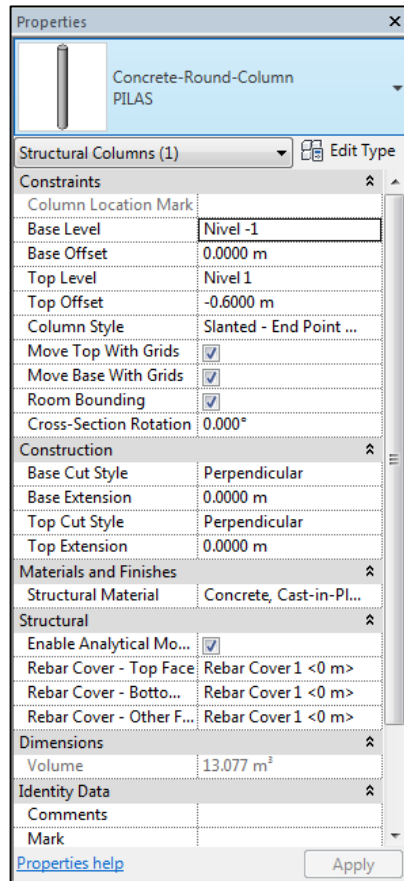 Properties
Concrete-Round-Column
PILAS
Structural Columns (1) Edit Type
Constraints
Column Location Mark
Base Level Nivel -1
Base Offset 0.0000 m
Top Level Nivel 1
Top Offset -0.6000 m
Column Style Slanted - End Point ...
Move Top With Grids
Move Base With Grids
Room Bounding
Cross-Section Rotation 0.000°
Construction
Base Cut Style Perpendicular
Base Extension 0.0000 m
Top Cut Style Perpendicular
Top Extension 0.0000 m
Materials and Finishes
Structural Material Concrete, Cast-in-Pl...
Structural
Enable Analytical Mo...
Rebar Cover - Top Face Rebar Cover 1 <0 m>
Rebar Cover - Botto... Rebar Cover 1 <0 m>
Rebar Cover - Other F... Rebar Cover 1 <0 m>
Dimensions
Volume 13.077 m³
Identity Data
Comments
Mark
Properties help Apply